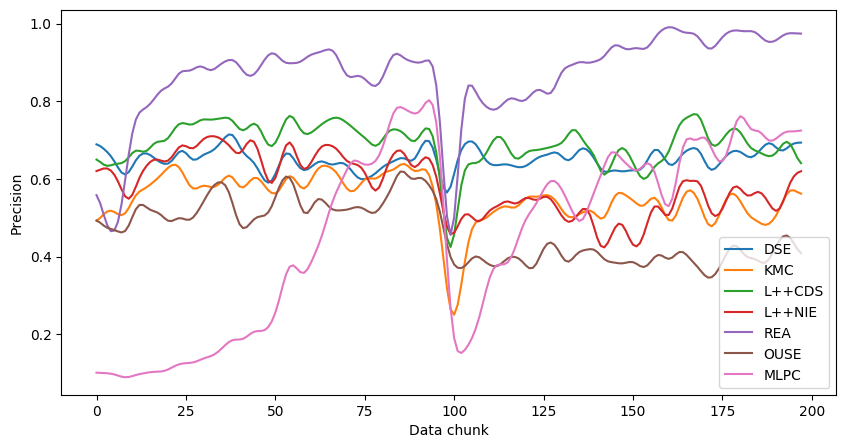 1.0
0.8
0.6
0.4
0.2
Precision
0
25
50
75
100
125
150
175
200
Data chunk
DSE
KMC
L++CDS
L++NIE
REA
OUSE
MLPC